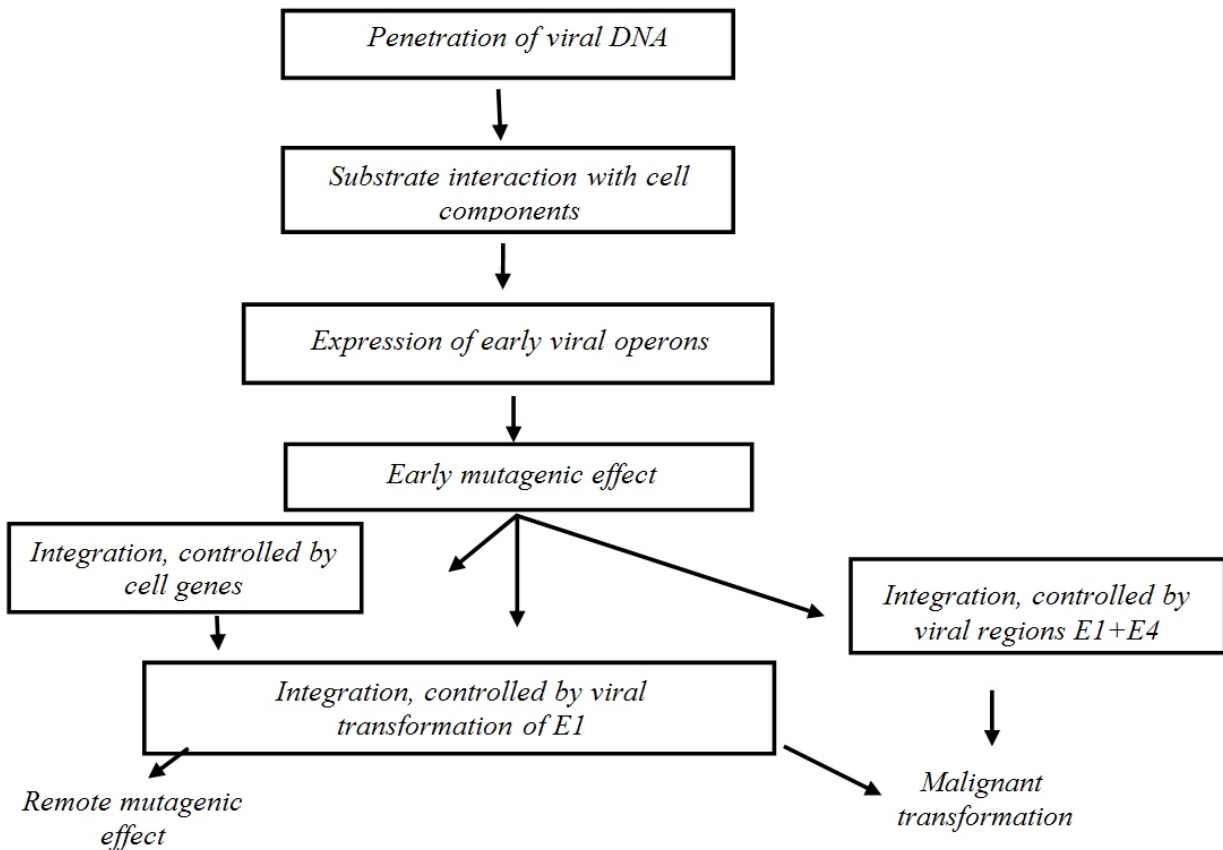 Penetration of viral DNA
Substrate interaction with cell
components
Expression of early viral operons
Early mutagenic effect
Integration, controlled by
cell genes
Integration, controlled by
viral regions E1+E4
Integration, controlled by viral
transformation of E1
Remote mutagenic
effect
Malignant
transformation